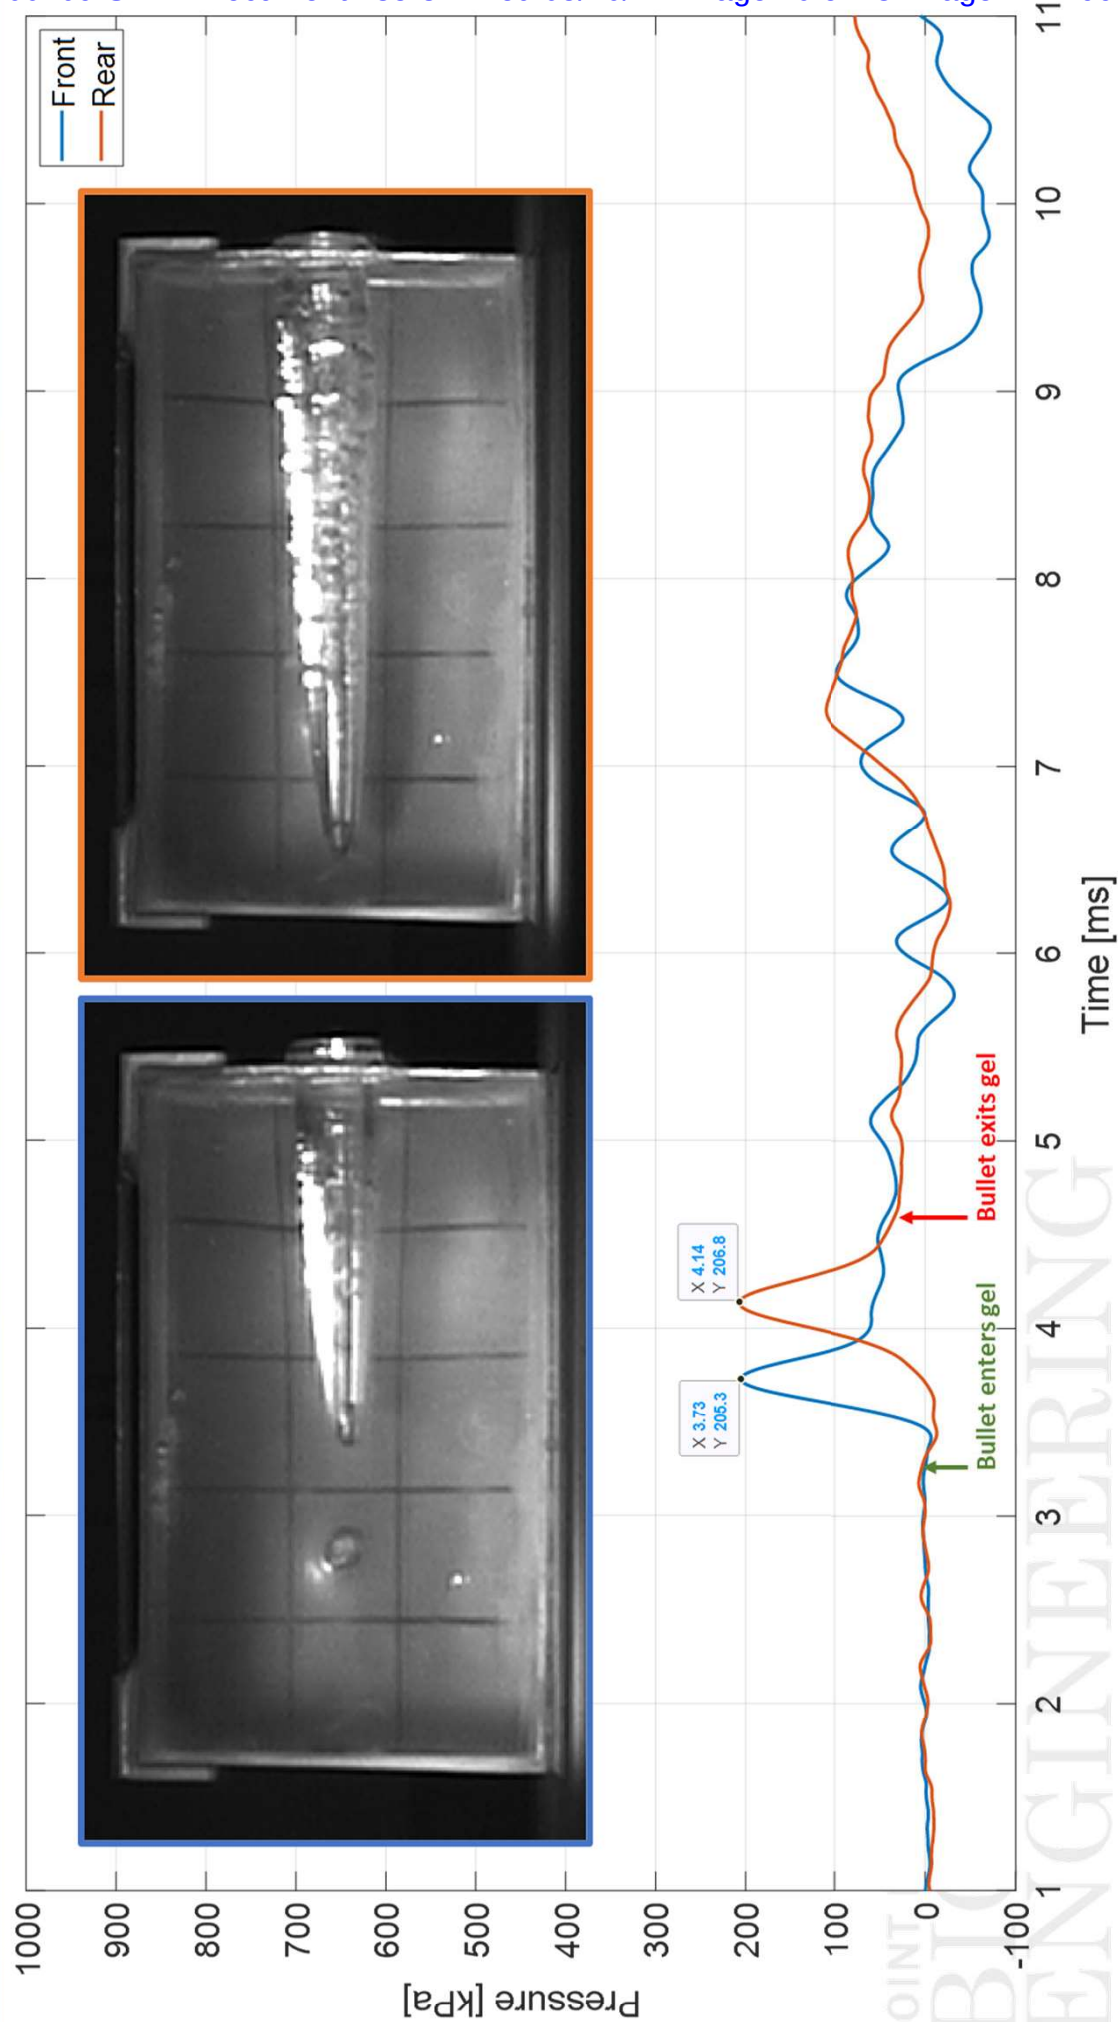 Front
Rear
1000
900
800
700
600
500
400
300
200
100
0
-100
Pressure [kPa]
X 3.73
Y 205.3
X 4.14
Y 206.8
Bullet enters gel
Bullet exits gel
1 2 3 4 5 6 7 8 9 10 11
Time [ms]
ENGINEERING